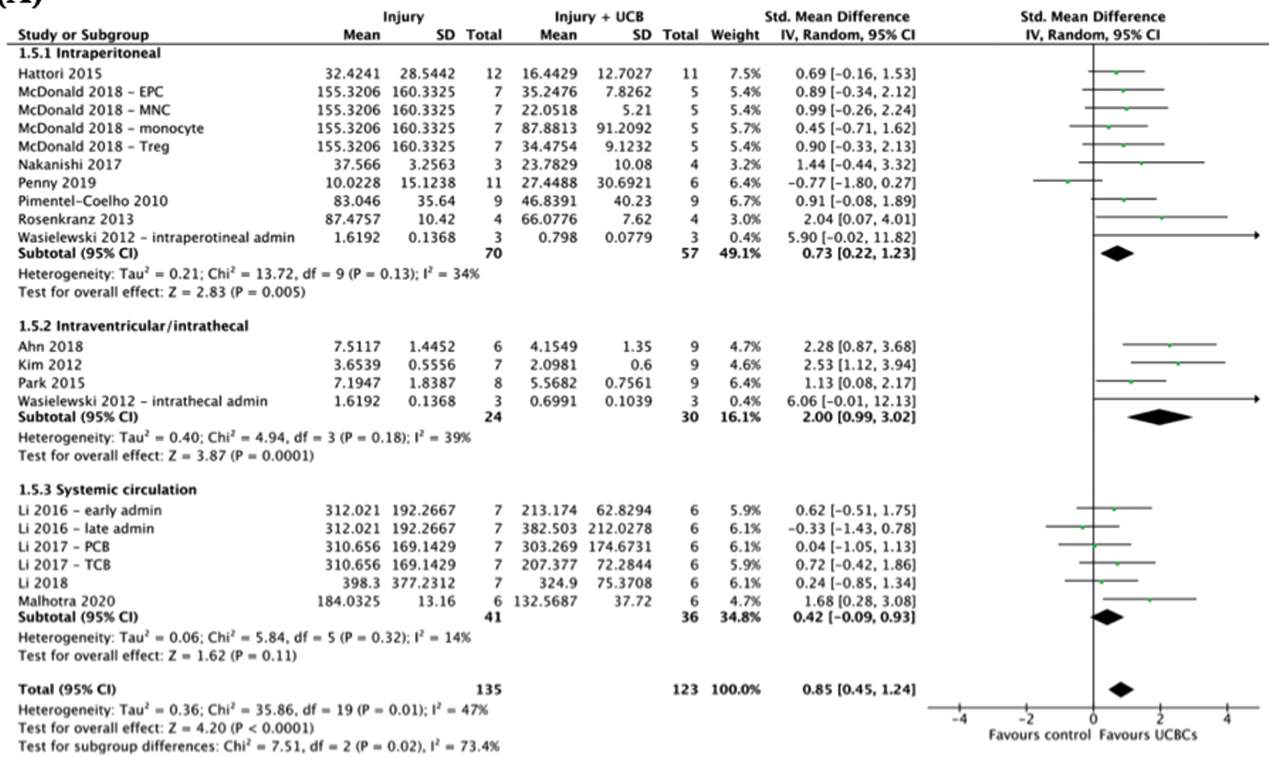 (A)
Injury Injury + UCB Std. Mean Difference Std. Mean Difference
Study or Subgroup Mean SD Total Mean SD Total Weight IV, Random, 95% CI IV, Random, 95% CI
1.5.1 Intraperitoneal
Hattori 2015 32.4241 28.5442 12 16.4429 12.7027 11 7.5% 0.69 [-0.16, 1.53]
McDonald 2018 - EPC 155.3206 160.3325 7 35.2476 7.8262 5 5.4% 0.89 [-0.34, 2.12]
McDonald 2018 - MNC 155.3206 160.3325 7 22.0518 5.21 5 5.4% 0.99 [-0.26, 2.24]
McDonald 2018 - monocyte 155.3206 160.3325 7 87.8813 91.2092 5 5.7% 0.45 [-0.71, 1.62]
McDonald 2018 - Treg 155.3206 160.3325 7 34.4754 9.1232 5 5.4% 0.90 [-0.33, 2.13]
Nakanishi 2017 37.566 3.2563 3 23.7829 10.08 4 3.2% 1.44 [-0.44, 3.32]
Penny 2019 10.0228 15.1238 11 27.4488 30.6921 6 6.4% -0.77 [-1.80, 0.27]
Pimentel-Coelho 2010 83.046 35.64 9 46.8391 40.23 9 6.7% 0.91 [-0.08, 1.89]
Rosenkranz 2013 87.4757 10.42 4 66.0776 7.62 4 3.0% 2.04 [0.07, 4.01]
Wasielewski 2012 - intraperotineal admin 1.6192 0.1368 3 0.798 0.0779 3 0.4% 5.90 [-0.02, 11.82]
Subtotal (95% CI) 70 57 49.1% 0.73 [0.22, 1.23]
Heterogeneity: Tau² = 0.21; Chi² = 13.72, df = 9 (P = 0.13); I² = 34%
Test for overall effect: Z = 2.83 (P = 0.005)
1.5.2 Intraventricular/intrathecal
Ahn 2018 7.5117 1.4452 6 4.1549 1.35 9 4.7% 2.28 [0.87, 3.68]
Kim 2012 3.6539 0.5556 7 2.0981 0.6 9 4.6% 2.53 [1.12, 3.94]
Park 2015 7.1947 1.8387 8 5.5682 0.7561 9 6.4% 1.13 [0.08, 2.17]
Wasielewski 2012 - intrathecal admin 1.6192 0.1368 3 0.6991 0.1039 3 0.4% 6.06 [-0.01, 12.13]
Subtotal (95% CI) 24 30 16.1% 2.00 [0.99, 3.02]
Heterogeneity: Tau² = 0.40; Chi² = 4.94, df = 3 (P = 0.18); I² = 39%
Test for overall effect: Z = 3.87 (P = 0.0001)
1.5.3 Systemic circulation
Li 2016 - early admin 312.021 192.2667 7 213.174 62.8294 6 5.9% 0.62 [-0.51, 1.75]
Li 2016 - late admin 312.021 192.2667 7 382.503 212.0278 6 6.1% -0.33 [-1.43, 0.78]
Li 2017 - PCB 310.656 169.1429 7 303.269 174.6731 6 6.1% 0.04 [-1.05, 1.13]
Li 2017 - TCB 310.656 169.1429 7 207.377 72.2844 6 5.9% 0.72 [-0.42, 1.86]
Li 2018 398.3 377.2312 7 324.9 75.3708 6 6.1% 0.24 [-0.85, 1.34]
Malhotra 2020 184.0325 13.16 6 132.5687 37.72 6 4.7% 1.68 [0.28, 3.08]
Subtotal (95% CI) 41 36 34.8% 0.42 [-0.09, 0.93]
Heterogeneity: Tau² = 0.06; Chi² = 5.84, df = 5 (P = 0.32); I² = 14%
Test for overall effect: Z = 1.62 (P = 0.11)
Total (95% CI) 135 123 100.0% 0.85 [0.45, 1.24]
Heterogeneity: Tau² = 0.36; Chi² = 35.86, df = 19 (P = 0.01); I² = 47%
Test for overall effect: Z = 4.20 (P < 0.0001)
Test for subgroup differences: Chi² = 7.51, df = 2 (P = 0.02), I² = 73.4%
-4 -2 0 2 4
Favours control Favours UCBCs